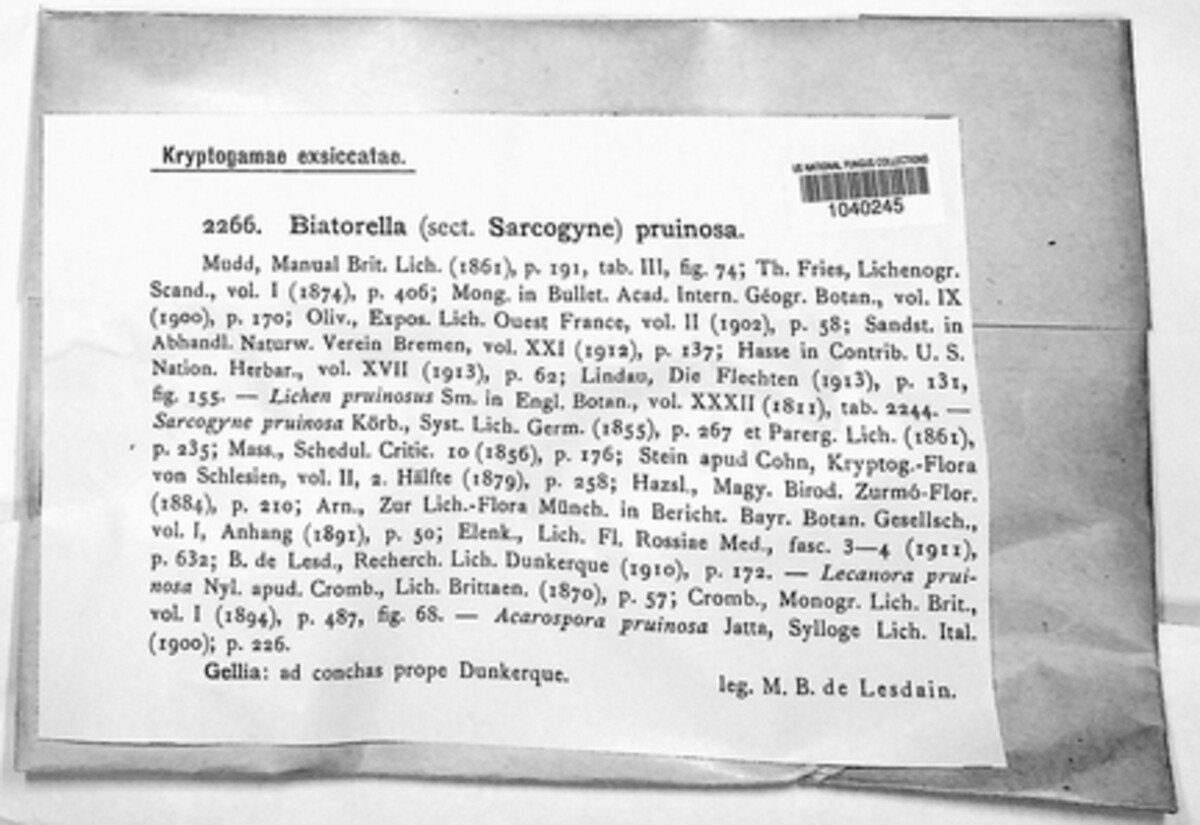 Kryptogamae exsiccatae.
US NATIONAL FUNGUS COLLECTIONS
1040245
2266. Biatorella (sect. Sarcogyne) pruinosa.
Mudd, Manual Brit. Lich. (1861), p. 191, tab. III, fig. 74; Th. Fries, Lichenogr.
Scand., vol. I (1874), p. 406; Mong. in Bullet. Acad. Intern. Géogr. Botan., vol. IX
(1900), p. 170; Oliv., Expos. Lich. Ouest France, vol. II (1902), p. 58; Sandst. in
Abhandl. Naturw. Verein Bremen, vol. XXI (1912), p. 137; Hasse in Contrib. U. S.
Nation. Herbar., vol. XVII (1913), p. 62; Lindau, Die Flechten (1913), p. 131,
fig. 155. — Lichen pruinosus Sm. in Engl. Botan., vol. XXXII (1811), tab. 2244. —
Sarcogyne pruinosa Körb., Syst. Lich. Germ. (1855), p. 267 et Parerg. Lich. (1861),
p. 235; Mass., Schedul. Critic. 10 (1856), p. 176; Stein apud Cohn, Kryptog.-Flora
von Schlesien, vol. II, 2. Hälfte (1879), p. 258; Hazsl., Magy. Birod. Zurmó-Flor.
(1884), p. 210; Arn., Zur Lich.-Flora Münch. in Bericht. Bayr. Botan. Gesellsch.,
vol. I, Anhang (1891), p. 50; Elenk., Lich. Fl. Rossiae Med., fasc. 3—4 (1911),
p. 632; B. de Lesd., Recherch. Lich. Dunkerque (1910), p. 172. — Lecanora prui-
nosa Nyl. apud. Cromb., Lich. Brittaen. (1870), p. 57; Cromb., Monogr. Lich. Brit.,
vol. I (1894), p. 487, fig. 68. — Acarospora pruinosa Jatta, Sylloge Lich. Ital.
(1900); p. 226.
Gellia: ad conchas prope Dunkerque.
leg. M. B. de Lesdain.